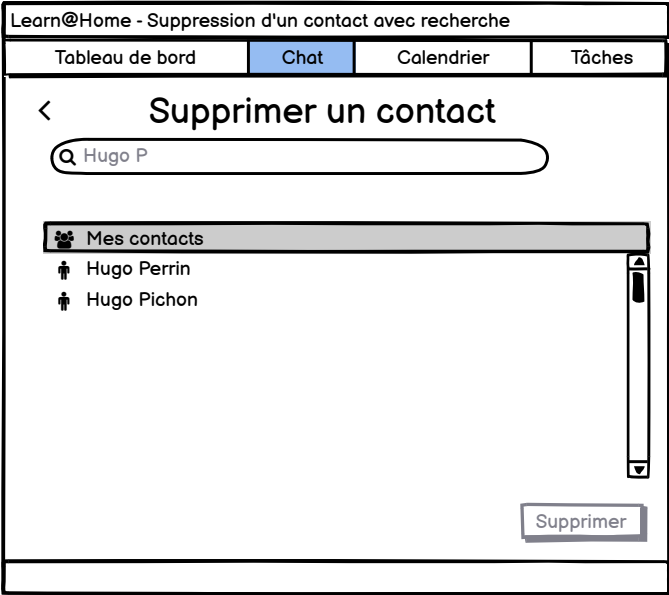 Learn@Home - Suppression d'un contact avec recherche
Tableau de bord Chat Calendrier Tâches
Supprimer un contact
Hugo P
Mes contacts
Hugo Perrin
Hugo Pichon
Supprimer